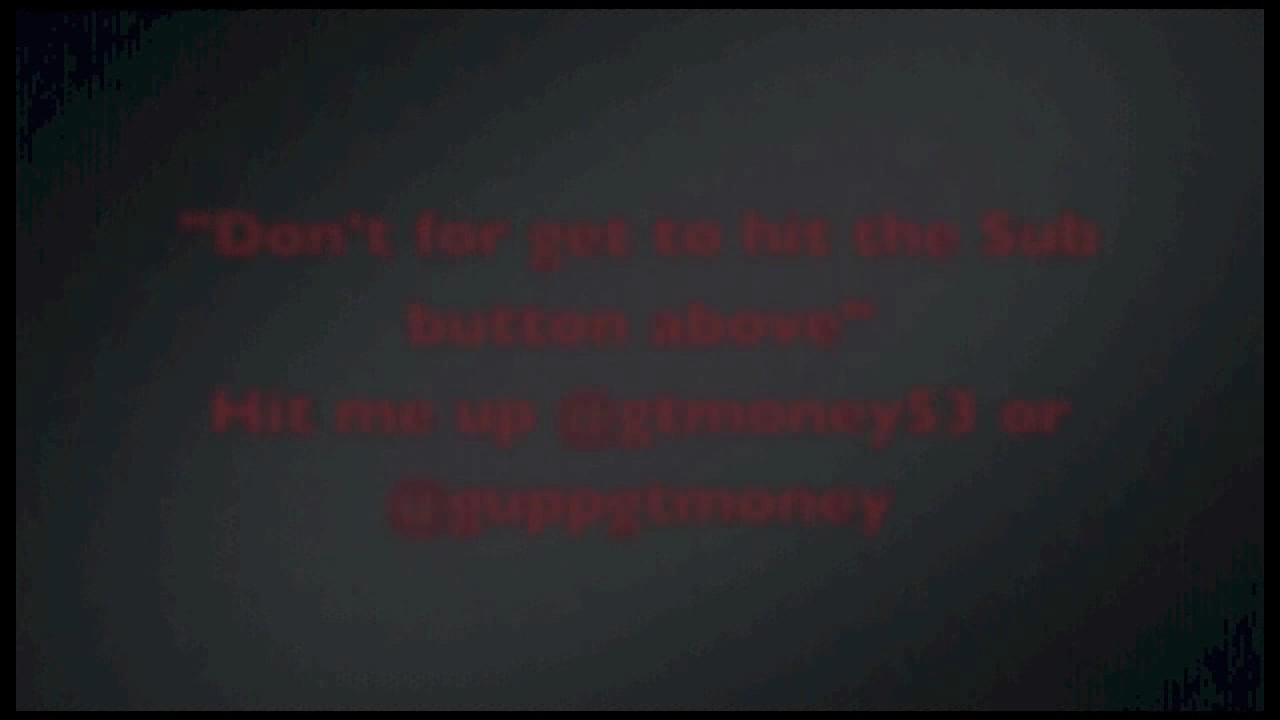 "Don't for get to hit the Sub
button above"
Hit me up @gtmoney53 or
@guppgtmoney